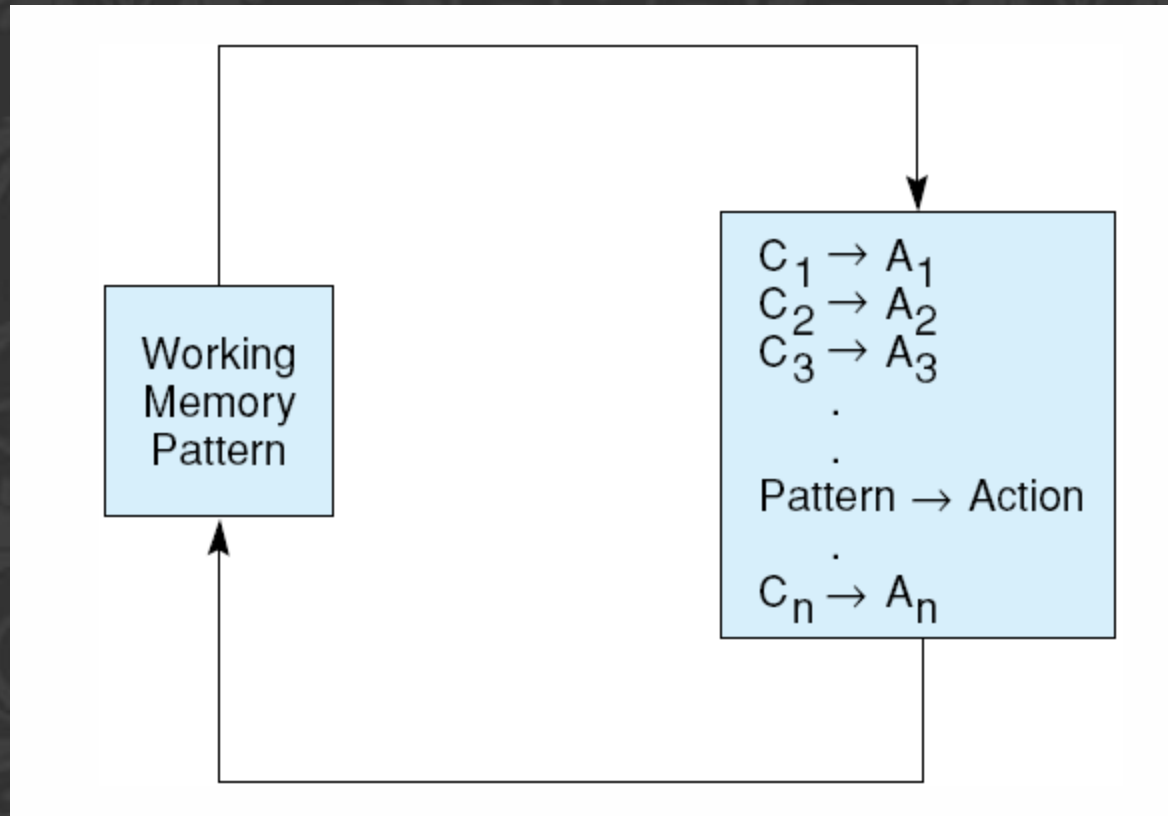 Working
Memory
Pattern
C₁ → A₁
C₂ → A₂
C₃ → A₃
.
.
Pattern → Action
.
Cₙ → Aₙ